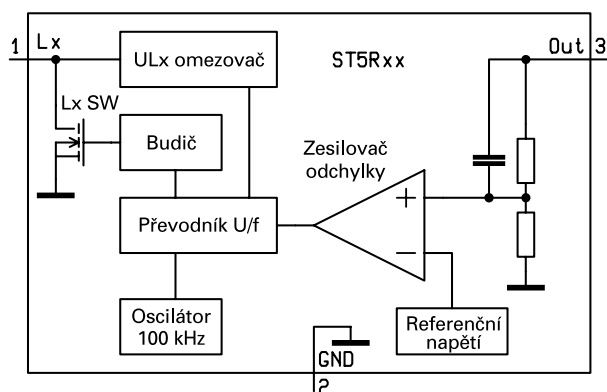 1
Lx
ULx omezovač
ST5Rxx
Out
3
Lx SW
Budič
Zesilovač
odchylky
+
Převodník U/f
−
Oscilátor
100 kHz
Referenční
napětí
GND
2